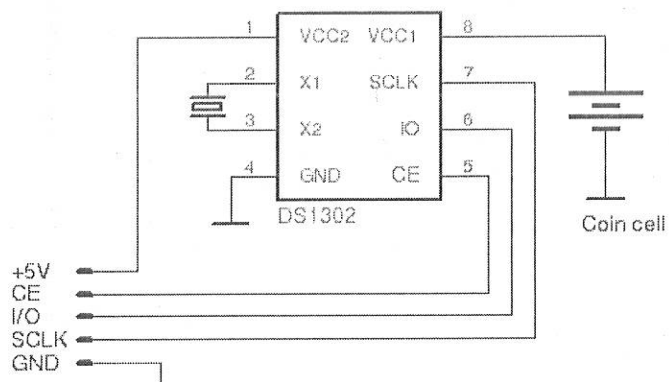 1 VCC2 VCC1 8
2 X1 SCLK 7
3 X2 IO 6
4 GND CE 5
DS1302
Coin cell
+5V
CE
I/O
SCLK
GND